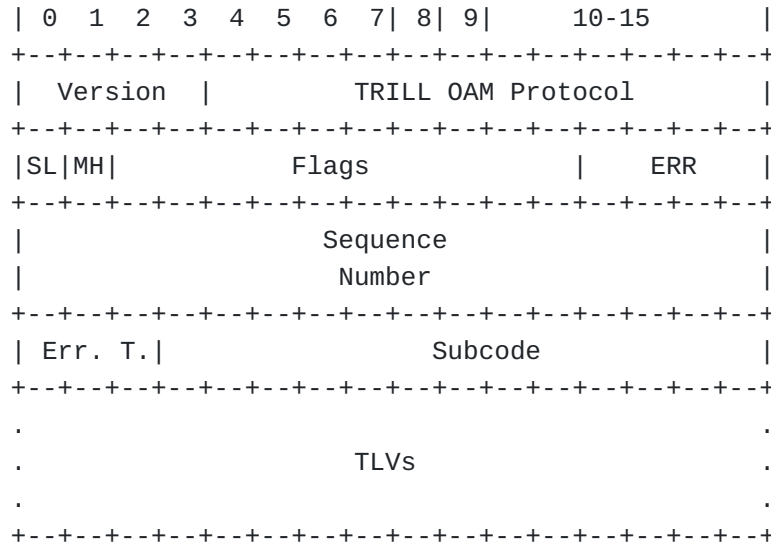 | 0 1 2 3 4 5 6 7| 8| 9| 10-15 |
+--+--+--+--+--+--+--+--+--+--+--+--+--+--+--+--+
| Version | TRILL OAM Protocol |
+--+--+--+--+--+--+--+--+--+--+--+--+--+--+--+--+
|SL|MH| Flags | ERR |
+--+--+--+--+--+--+--+--+--+--+--+--+--+--+--+--+
| Sequence |
| Number |
+--+--+--+--+--+--+--+--+--+--+--+--+--+--+--+--+
| Err. T.| Subcode |
+--+--+--+--+--+--+--+--+--+--+--+--+--+--+--+--+
. .
. TLVs .
. .
+--+--+--+--+--+--+--+--+--+--+--+--+--+--+--+--+